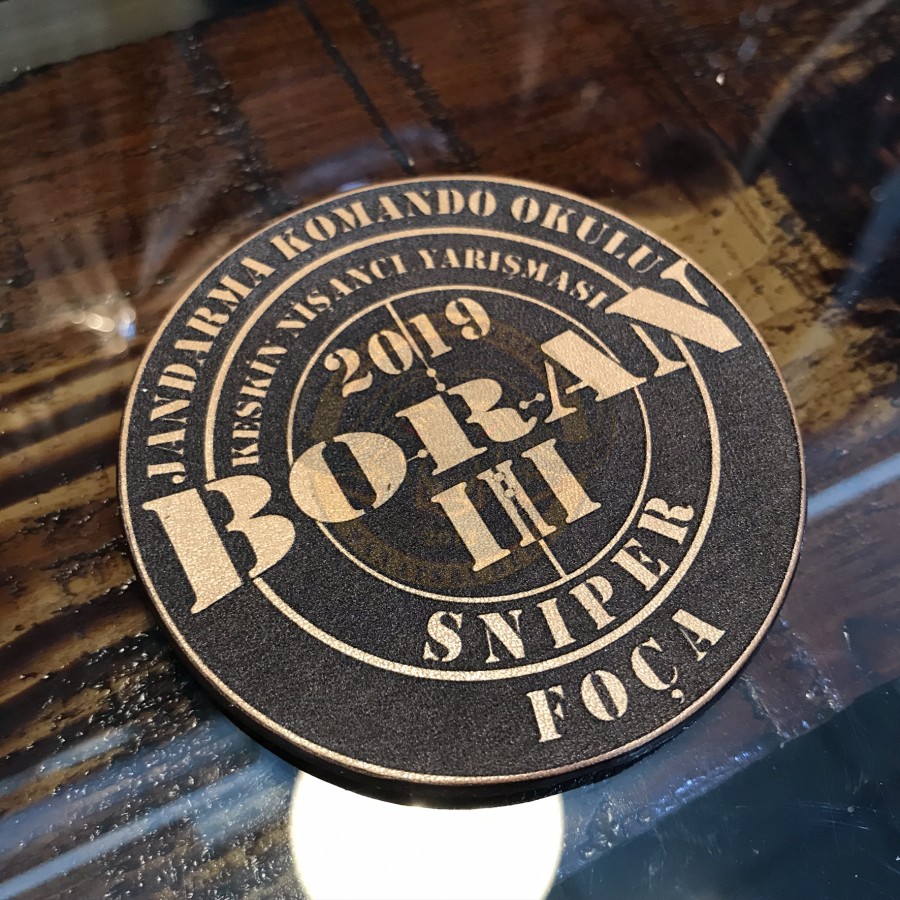 JANDARMA KOMANDO OKULU
KESKİN NİŞANCI YARIŞMASI
2019
BORAN
III
SNIPER
FOÇA